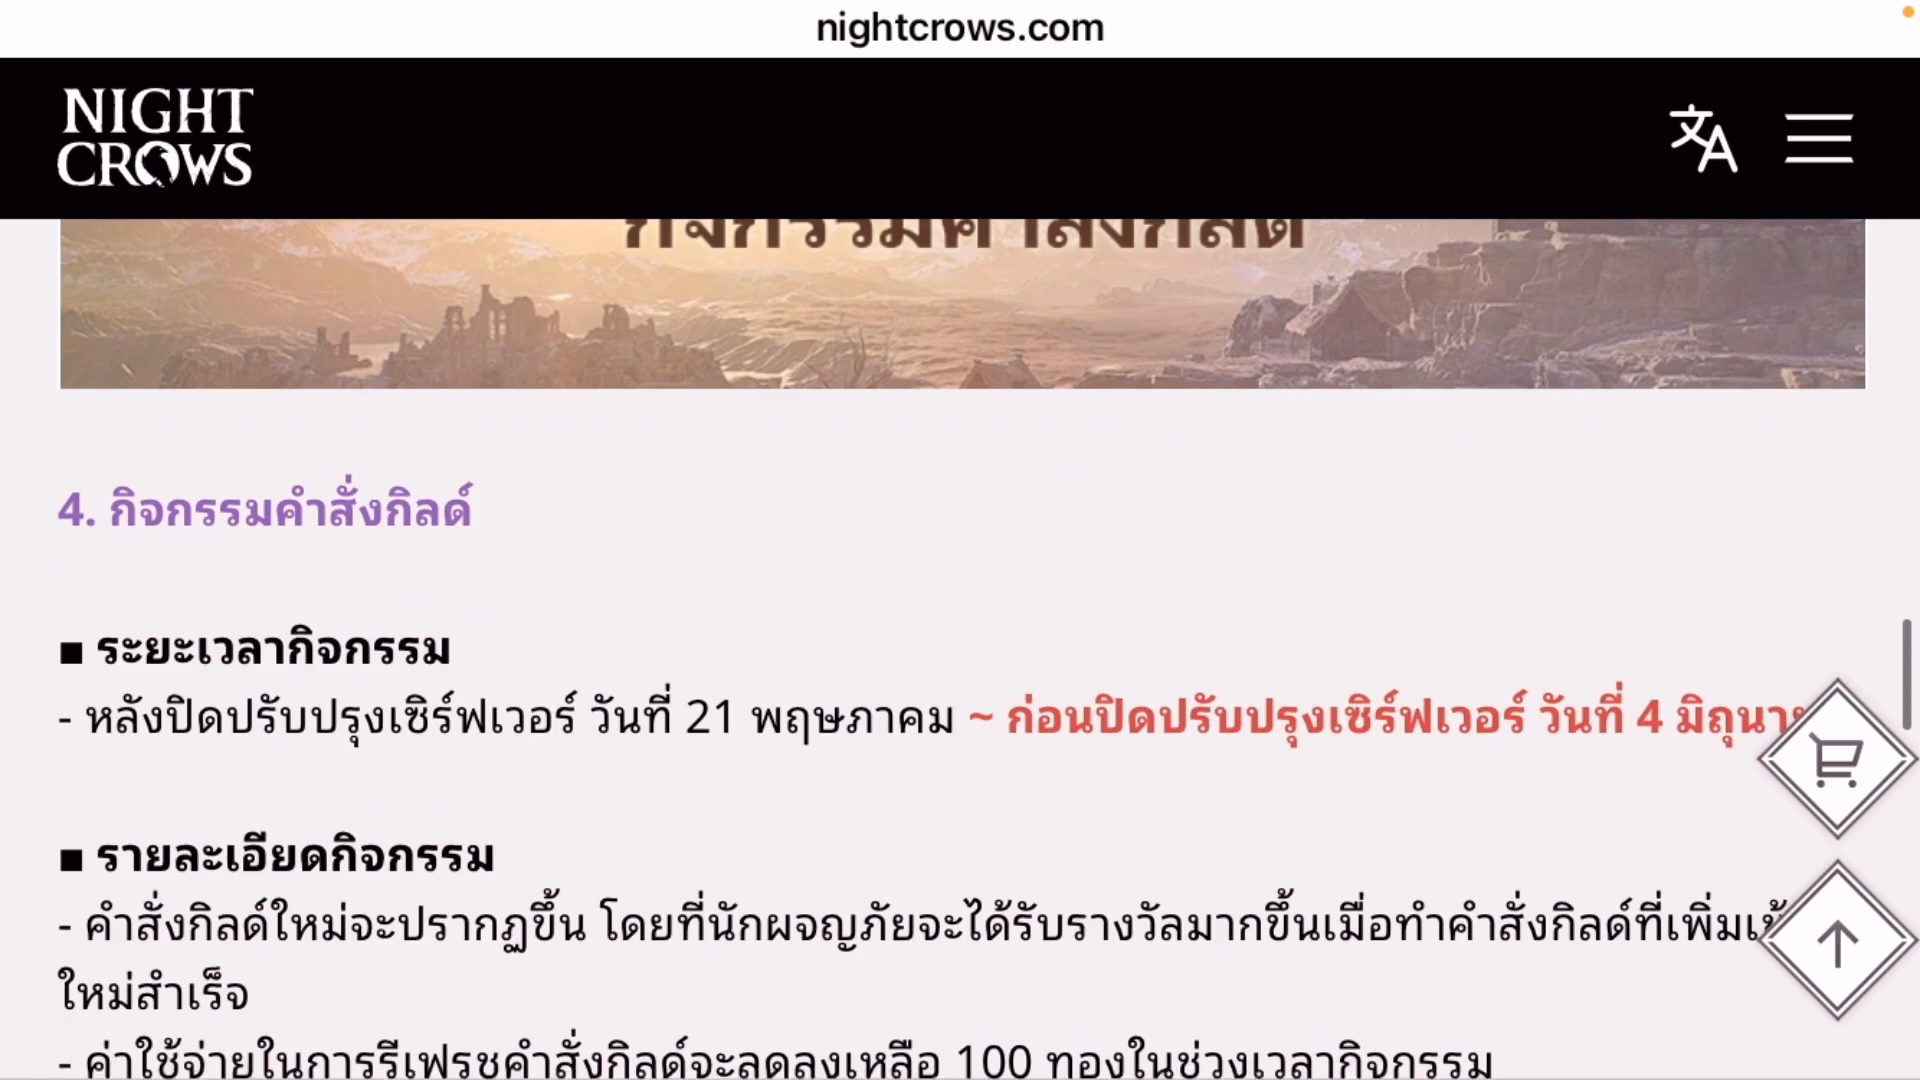 nightcrows.com
NIGHT
CROWS
กิจกรรมคำสั่งกิลด์
4. กิจกรรมคำสั่งกิลด์
■ ระยะเวลากิจกรรม
- หลังปิดปรับปรุงเซิร์ฟเวอร์ วันที่ 21 พฤษภาคม ~ ก่อนปิดปรับปรุงเซิร์ฟเวอร์ วันที่ 4
■ รายละเอียดกิจกรรม
- คำสั่งกิลด์ใหม่จะปรากฏขึ้น โดยที่นักผจญภัยจะได้รับรางวัลมากขึ้นเมื่อทำคำสั่งกิลด์ที่
ใหม่สำเร็จ
- ค่าใช้จ่ายในการรีเฟรชคำสั่งกิลด์จะลดลงเหลือ 100 ทองในช่วงเวลากิจกรรม